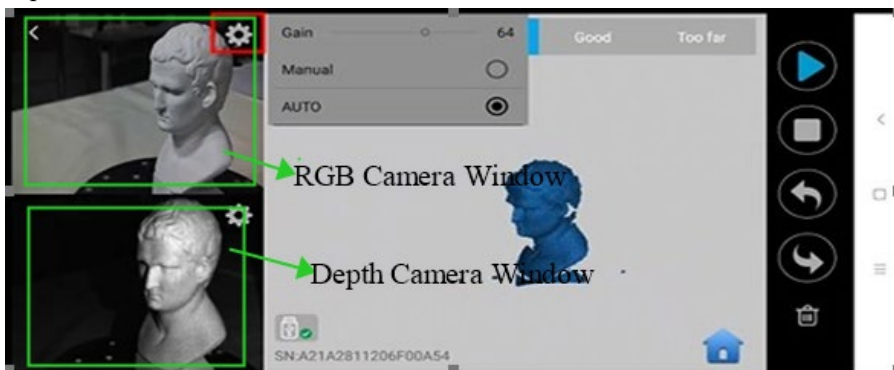 Gain 64
Good
Too far
Manual
AUTO
RGB Camera Window
Depth Camera Window
SN:A21A2811206F00A54